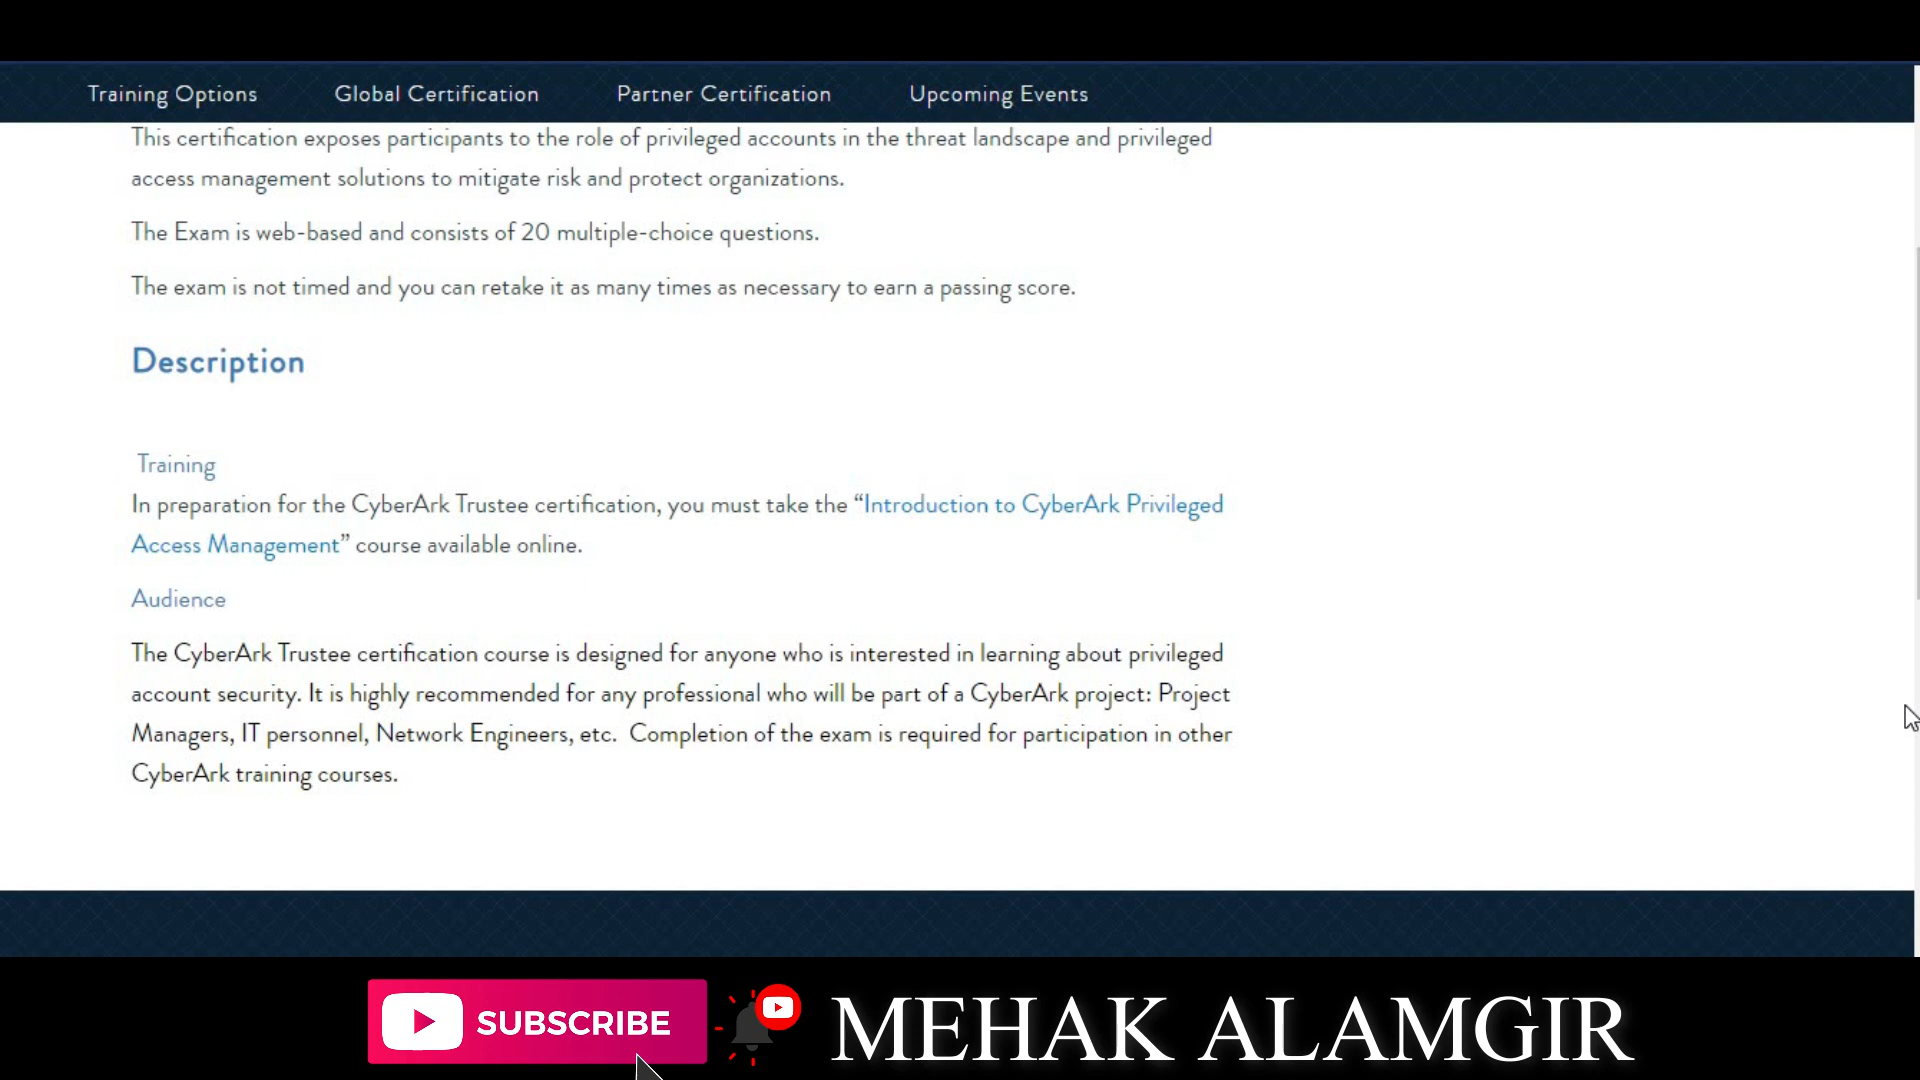 Training Options Global Certification Partner Certification Upcoming Events
This certification exposes participants to the role of privileged accounts in the threat landscape and privileged
access management solutions to mitigate risk and protect organizations.
The Exam is web-based and consists of 20 multiple-choice questions.
The exam is not timed and you can retake it as many times as necessary to earn a passing score.
Description
Training
In preparation for the CyberArk Trustee certification, you must take the “Introduction to CyberArk Privileged
Access Management” course available online.
Audience
The CyberArk Trustee certification course is designed for anyone who is interested in learning about privileged
account security. It is highly recommended for any professional who will be part of a CyberArk project: Project
Managers, IT personnel, Network Engineers, etc.  Completion of the exam is required for participation in other
CyberArk training courses.
SUBSCRIBE MEHAK ALAMGIR